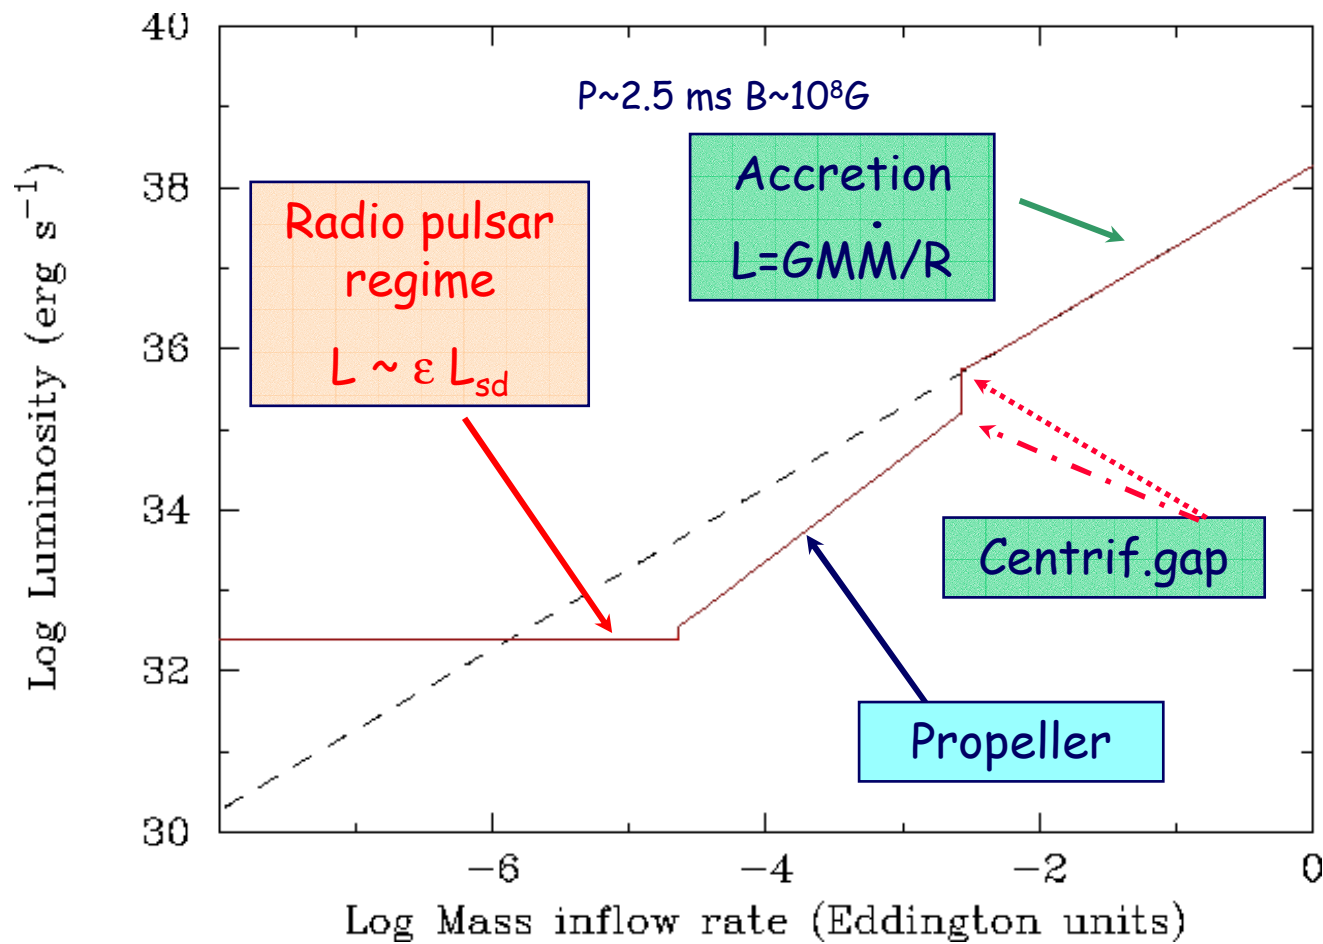 P~2.5 ms B~10⁸G
Accretion
L=GMṀ/R
Radio pulsar
regime
L ~ ε Lsd
Centrif.gap
Propeller
Log Luminosity (erg s⁻¹)
40
38
36
34
32
30
−6 −4 −2 0
Log Mass inflow rate (Eddington units)